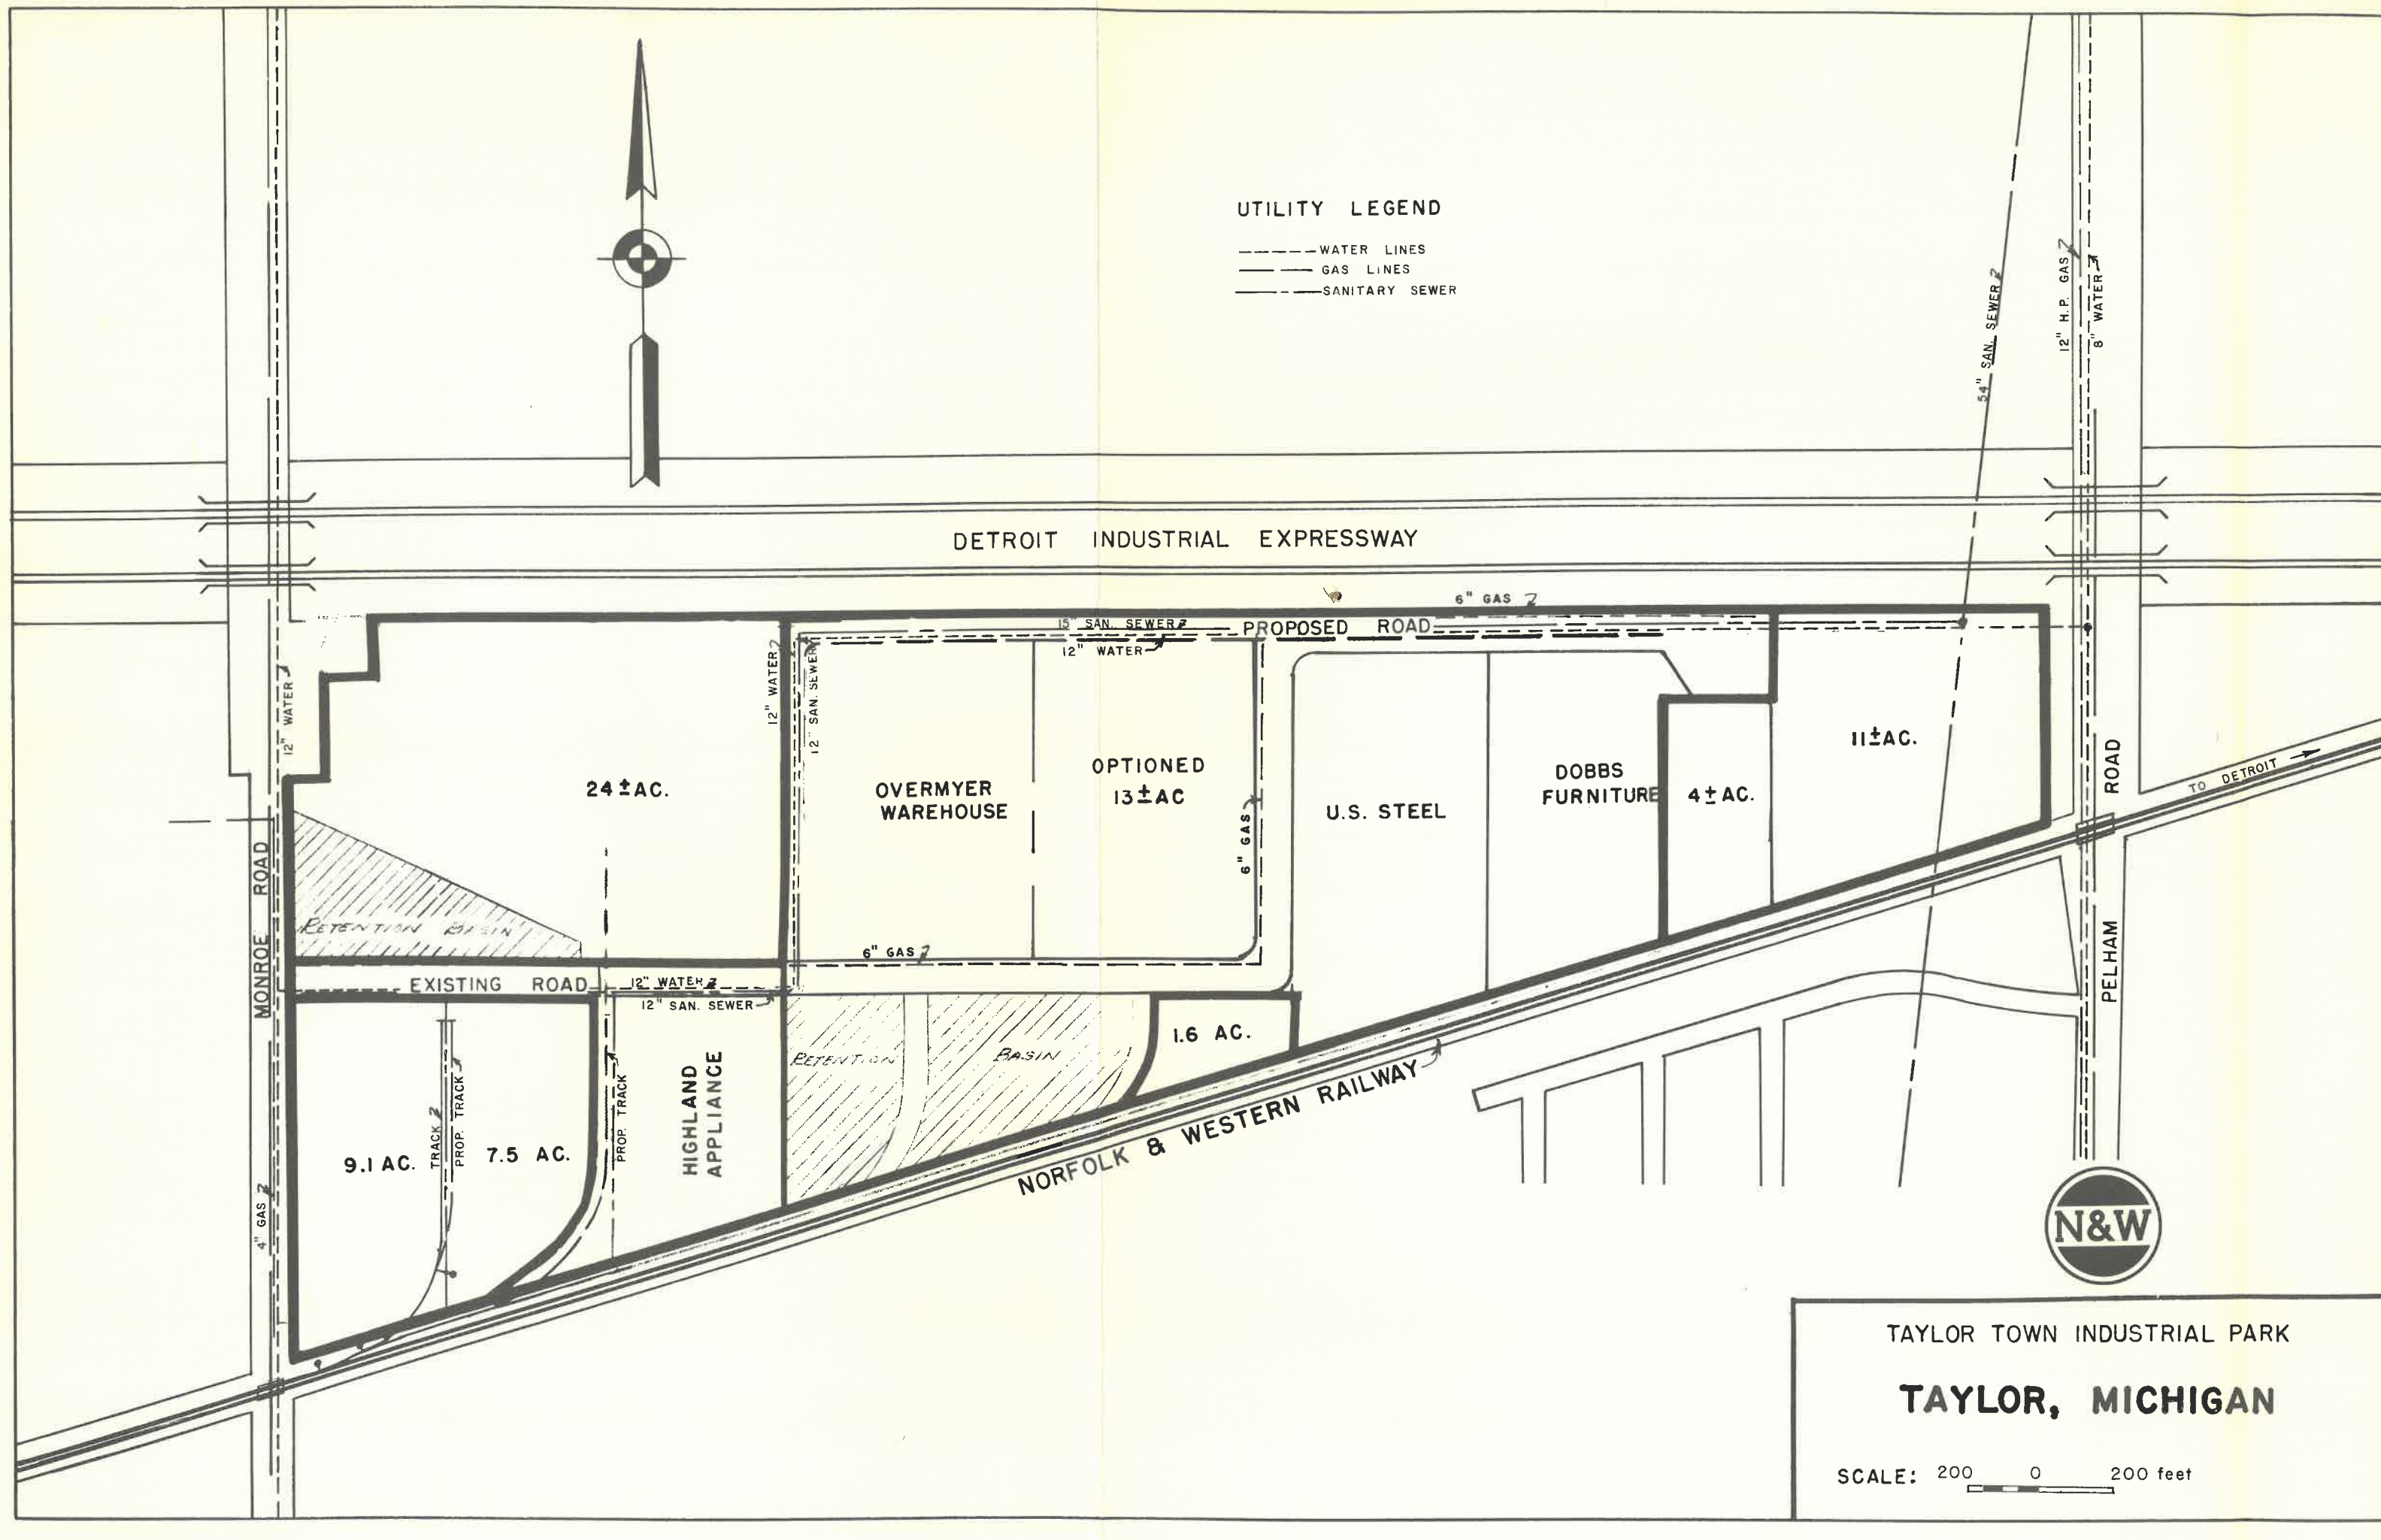 UTILITY LEGEND
WATER LINES
GAS LINES
SANITARY SEWER
54" SAN. SEWER
12" H.P. GAS
8" WATER
DETROIT INDUSTRIAL EXPRESSWAY
6" GAS
15" SAN. SEWER
PROPOSED ROAD
12" WATER
12" WATER
12" WATER
12" SAN. SEWER
24±AC.
OVERMYER
WAREHOUSE
OPTIONED
13±AC
6" GAS
U.S. STEEL
DOBBS
FURNITURE
4±AC.
11±AC.
TO DETROIT
PELHAM ROAD
MONROE ROAD
RETENTION BASIN
6" GAS
EXISTING ROAD
12" WATER
12" SAN. SEWER
9.1 AC.
TRACK
PROP. TRACK
7.5 AC.
PROP. TRACK
HIGHLAND
APPLIANCE
RETENTION BASIN
1.6 AC.
NORFOLK & WESTERN RAILWAY
4" GAS
N&W
TAYLOR TOWN INDUSTRIAL PARK
TAYLOR, MICHIGAN
SCALE: 200 0 200 feet